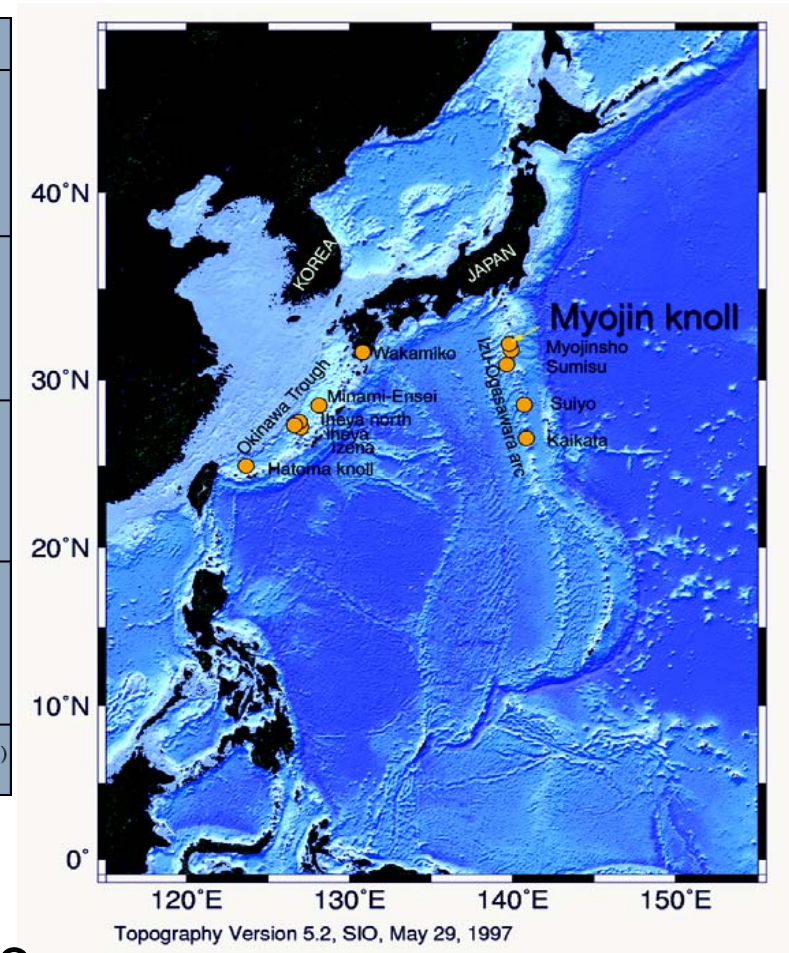 40°N
30°N
20°N
10°N
0°
120°E
130°E
140°E
150°E
KOREA
JAPAN
Myojin knoll
Myojinsho
Sumisu
Izu-Ogasawara arc
Suiyo
Kaikata
Wakamiko
Okinawa Trough
Minami-Ensei
Iheya north
Iheya
Izena
Hatoma knoll
Topography Version 5.2, SIO, May 29, 1997
)